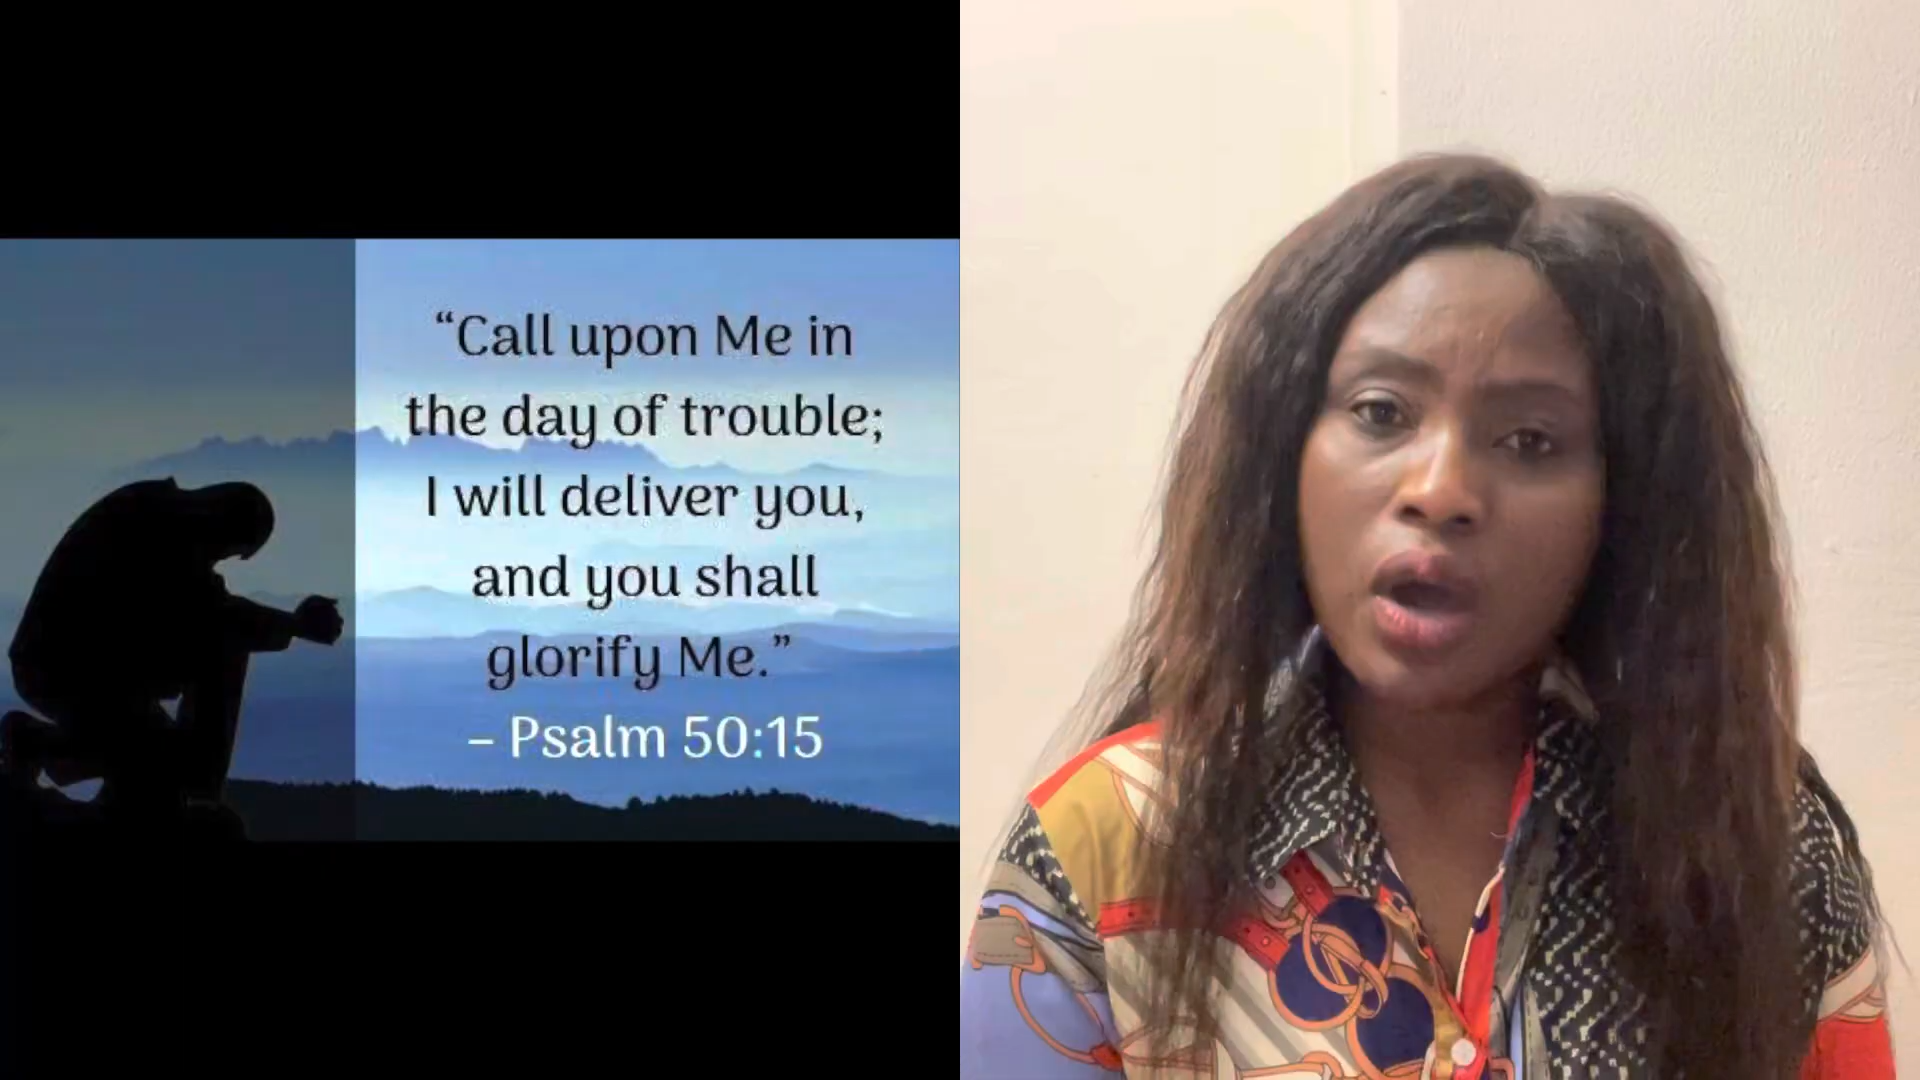 “Call upon Me in
the day of trouble;
I will deliver you,
and you shall
glorify Me.”
– Psalm 50:15